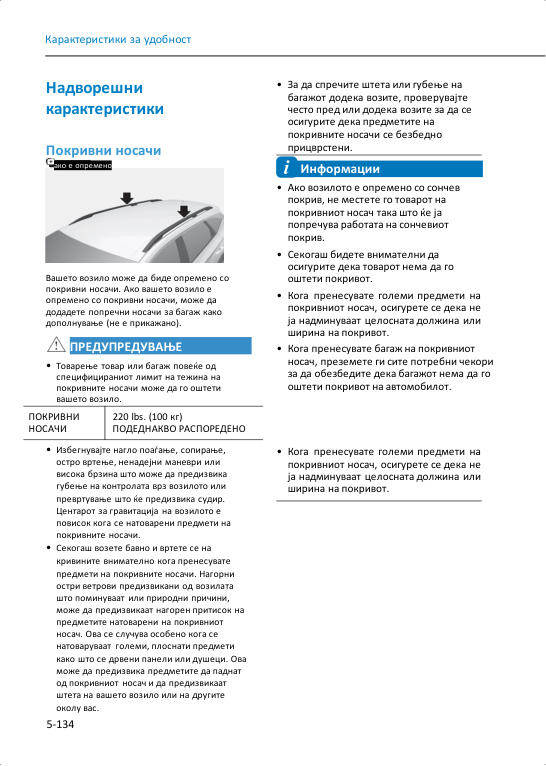 Карактеристики за удобност
Надворешни
карактеристики
Покривни носачи
ако е опремено
Вашето возило може да биде опремено со
покривни носачи. Ако вашето возило е
опремено со покривни носачи, може да
додадете попречни носачи за багаж како
дополнување (не е прикажано).
ПРЕДУПРЕДУВАЊЕ
• Товарење товар или багаж повеќе од
специфицираниот лимит на тежина на
покривните носачи може да го оштети
вашето возило.
ПОКРИВНИ
НОСАЧИ
220 lbs. (100 кг)
ПОДЕДНАКВО РАСПОРЕДЕНО
• Избегнувајте нагло поаѓање, сопирање,
остро вртење, ненадејни маневри или
висока брзина што може да предизвика
губење на контролата врз возилото или
превртување што ќе предизвика судир.
Центарот за гравитација на возилото е
повисок кога се натоварени предмети на
покривните носачи.
• Секогаш возете бавно и вртете се на
кривините внимателно кога пренесувате
предмети на покривните носачи. Нагорни
остри ветрови предизвикани од возилата
што поминуваат или природни причини,
може да предизвикаат нагорен притисок на
предметите натоварени на покривниот
носач. Ова се случува особено кога се
натоваруваат големи, плоснати предмети
како што се дрвени панели или душеци. Ова
може да предизвика предметите да паднат
од покривниот носач и да предизвикаат
штета на вашето возило или на другите
околу вас.
5-134
• За да спречите штета или губење на
багажот додека возите, проверувајте
често пред или додека возите за да се
осигурите дека предметите на
покривните носачи се безбедно
прицврстени.
i Информации
• Ако возилото е опремено со сончев
покрив, не местете го товарот на
покривниот носач така што ќе ја
попречува работата на сончевиот
покрив.
• Секогаш бидете внимателни да
осигурите дека товарот нема да го
оштети покривот.
• Кога пренесувате големи предмети на
покривниот носач, осигурете се дека не
ја надминуваат целосната должина или
ширина на покривот.
• Кога пренесувате багаж на покривниот
носач, преземете ги сите потребни чекори
за да обезбедите дека багажот нема да го
оштети покривот на автомобилот.
• Кога пренесувате големи предмети на
покривниот носач, осигурете се дека не
ја надминуваат целосната должина или
ширина на покривот.